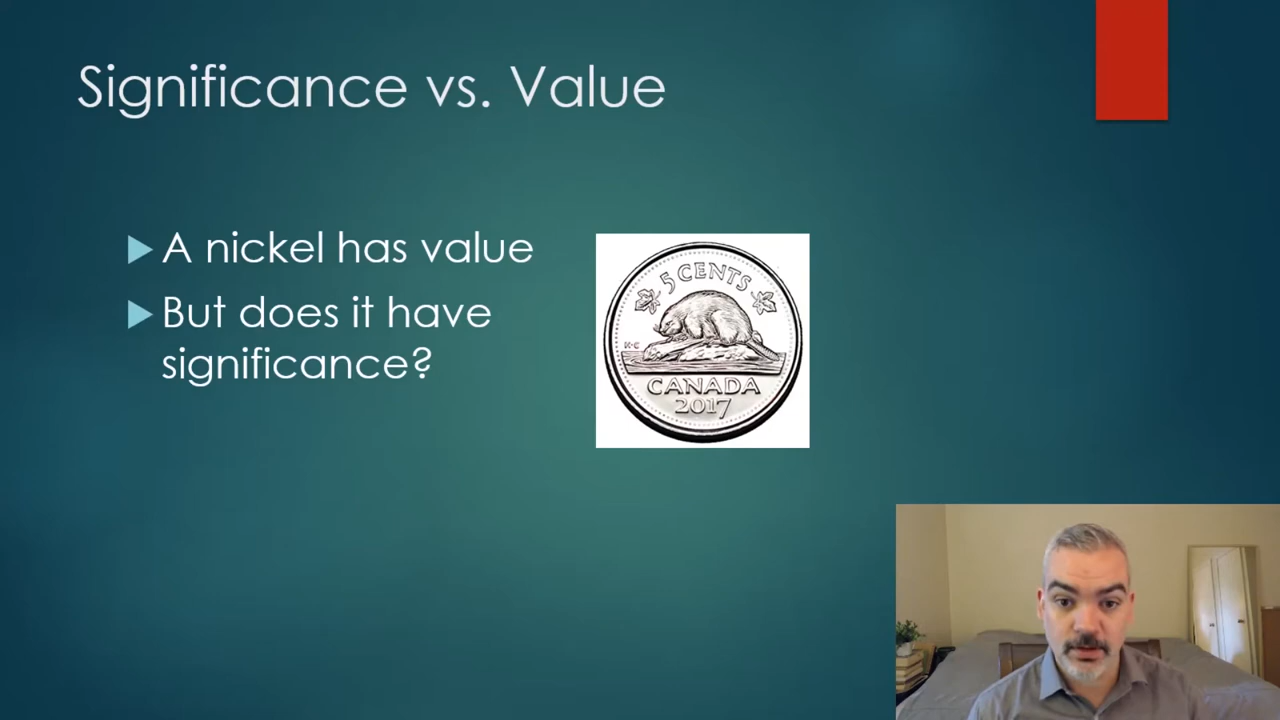 Significance vs. Value
A nickel has value
But does it have
significance?
5 CENTS
K·G
CANADA
2017